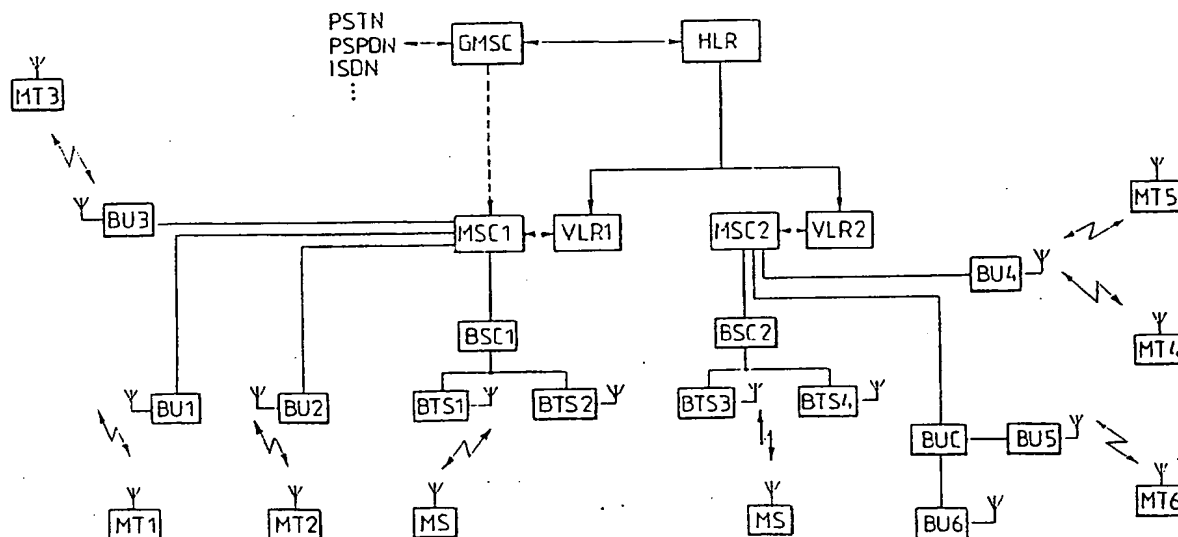 PSTN
PSPDN
ISDN
⋮
GMSC
HLR
MT3
BU3
MSC1
VLR1
MSC2
VLR2
MT5
BU4
BSC1
BSC2
MT4
BU1
BU2
BTS1
BTS2
BTS3
BTS4
BUC
BU5
MT1
MT2
MS
MS
BU6
MT6